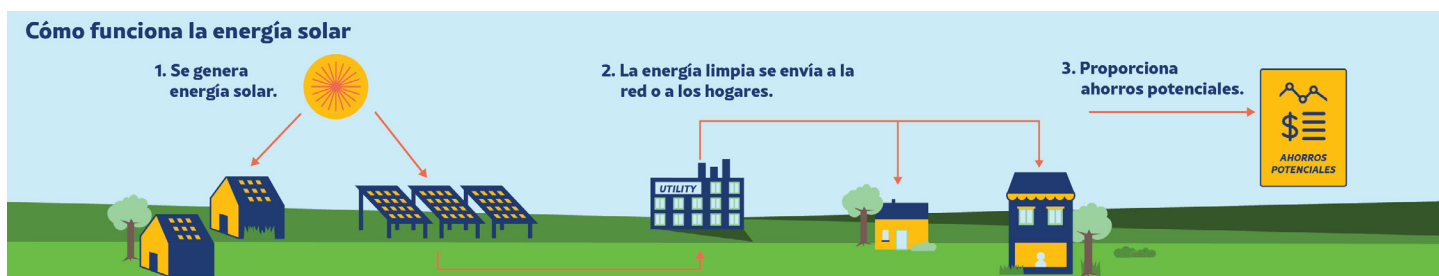 Cómo funciona la energía solar
1. Se genera
energía solar.
2. La energía limpia se envía a la
red o a los hogares.
3. Proporciona
ahorros potenciales.
$
AHORROS
POTENCIALES
UTILITY